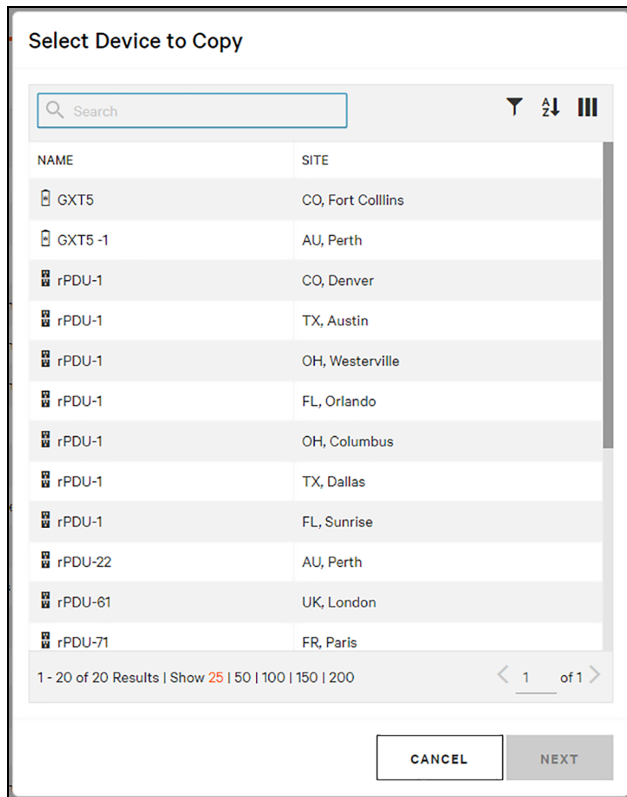 Select Device to Copy
Search
NAME SITE
GXT5 CO, Fort Colllins
GXT5 -1 AU, Perth
rPDU-1 CO, Denver
rPDU-1 TX, Austin
rPDU-1 OH, Westerville
rPDU-1 FL, Orlando
rPDU-1 OH, Columbus
rPDU-1 TX, Dallas
rPDU-1 FL, Sunrise
rPDU-22 AU, Perth
rPDU-61 UK, London
rPDU-71 FR, Paris
1 - 20 of 20 Results | Show 25 | 50 | 100 | 150 | 200 1 of 1
CANCEL NEXT